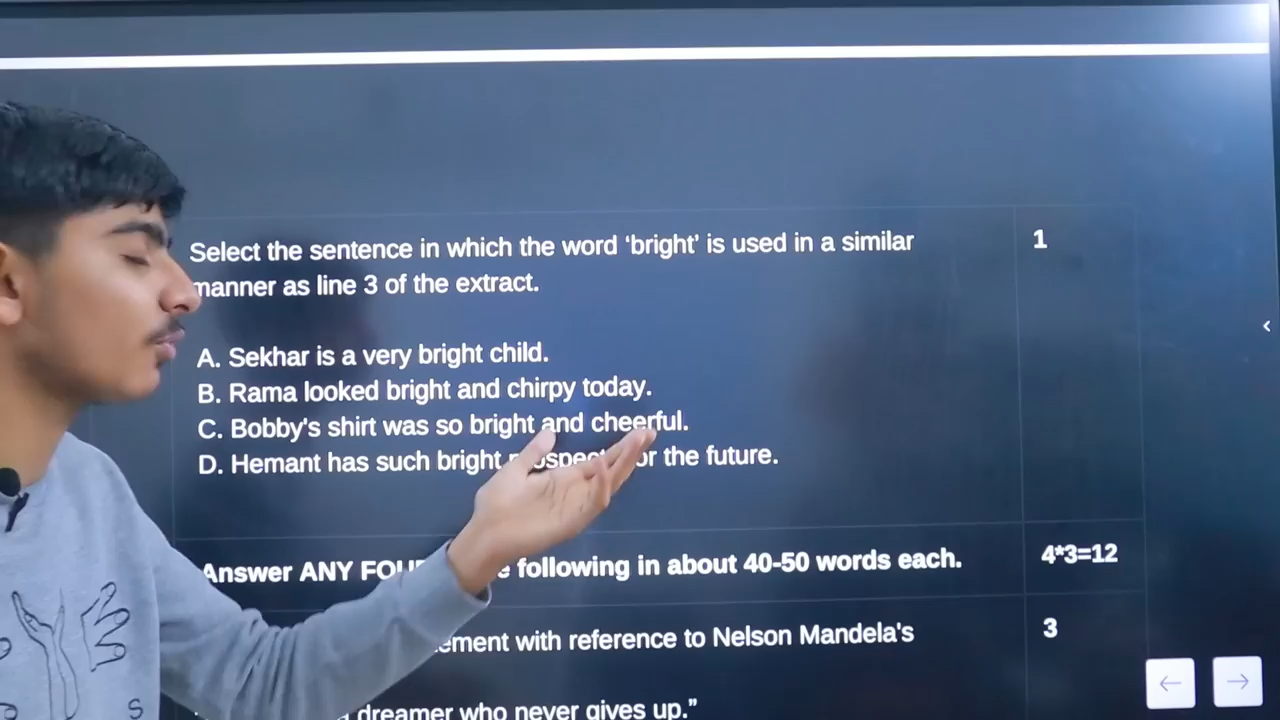 Select the sentence in which the word ‘bright’ is used in a similar 1
manner as line 3 of the extract.
A. Sekhar is a very bright child.
B. Rama looked bright and chirpy today.
C. Bobby's shirt was so bright and cheerful.
D. Hemant has such bright for the future.
Answer ANY following in about 40-50 words each. 4*3=12
with reference to Nelson Mandela's 3
dreamer who never gives up.”
S